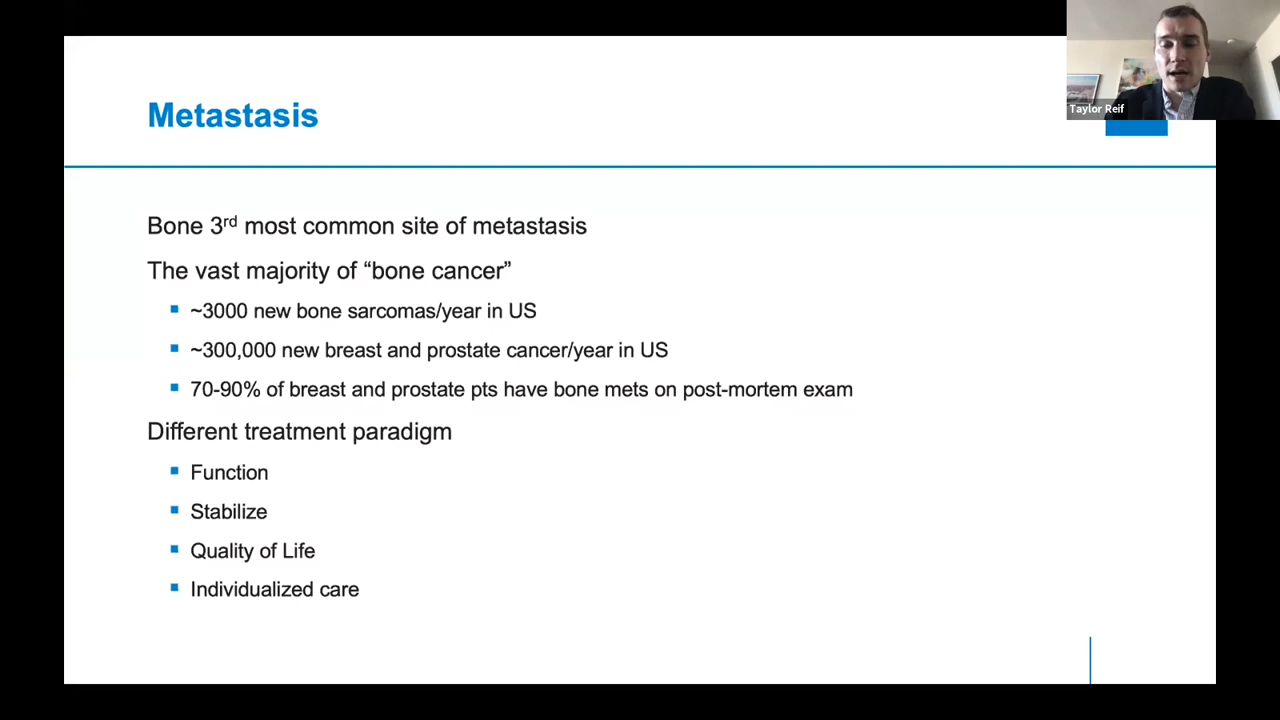 Taylor Reif
Metastasis
Bone 3rd most common site of metastasis
The vast majority of “bone cancer”
~3000 new bone sarcomas/year in US
~300,000 new breast and prostate cancer/year in US
70-90% of breast and prostate pts have bone mets on post-mortem exam
Different treatment paradigm
Function
Stabilize
Quality of Life
Individualized care